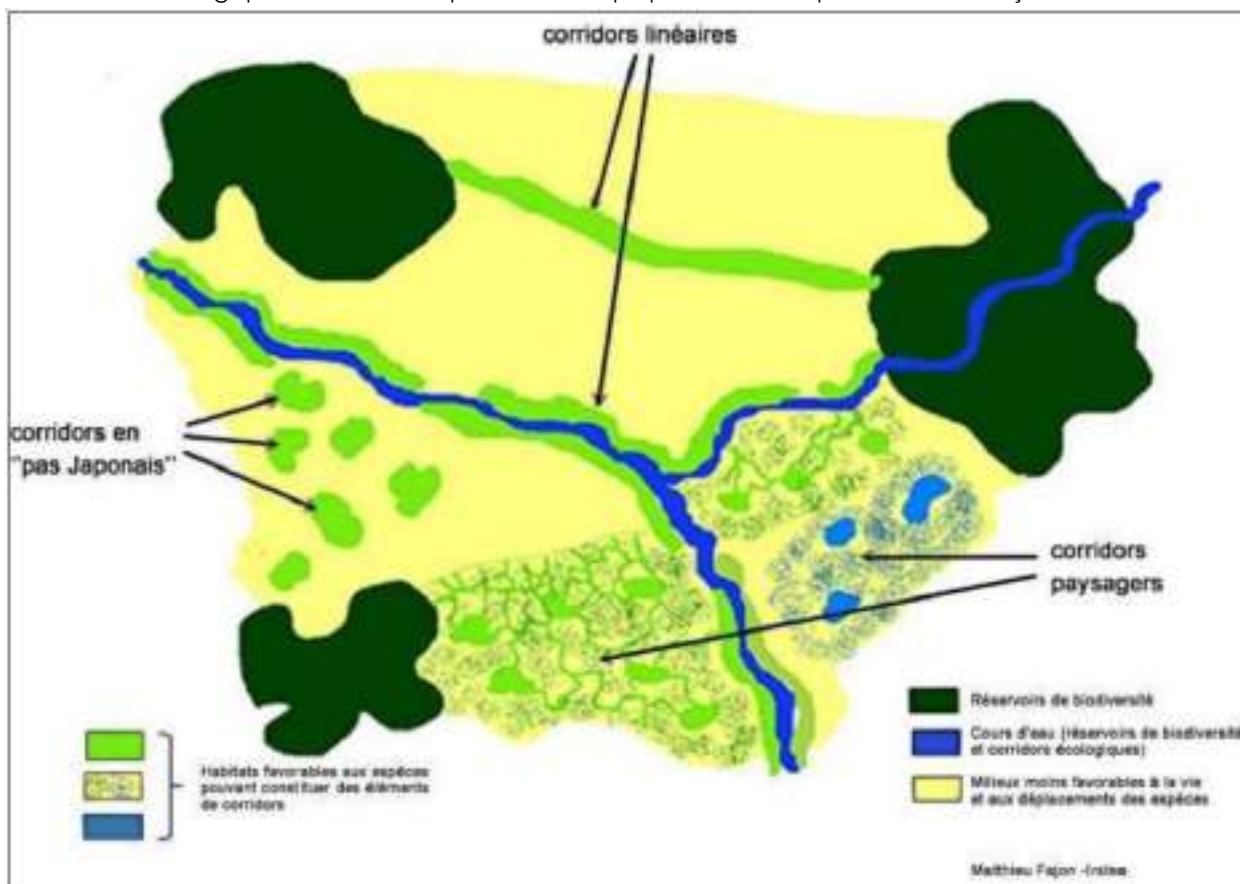 corridors linéaires
corridors en
"pas Japonais"
corridors
paysagers
Réservoirs de biodiversité
Cours d'eau (réservoirs de biodiversité
et corridors écologiques)
Milieux moins favorables à la vie
et aux déplacements des espèces
Habitats favorables aux espèces
pouvant constituer des éléments
de corridors
Matthieu Fajon -Irstea